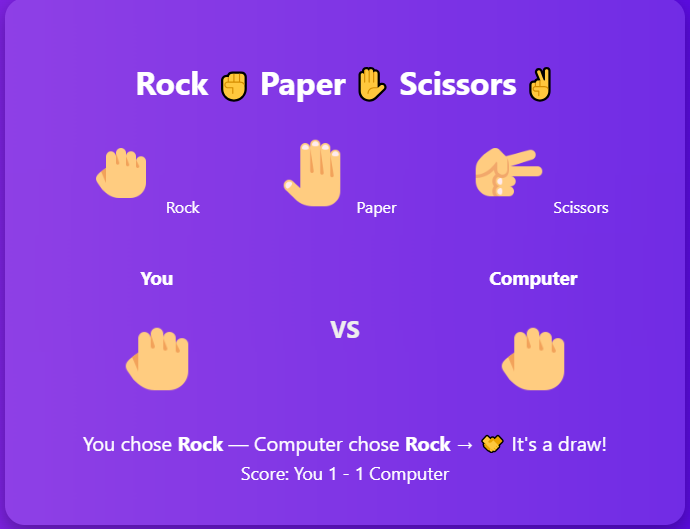 Rock ✊ Paper ✋ Scissors ✌
Rock
Paper
Scissors
You
Computer
VS
You chose Rock — Computer chose Rock → 🤝 It's a draw!
Score: You 1 - 1 Computer